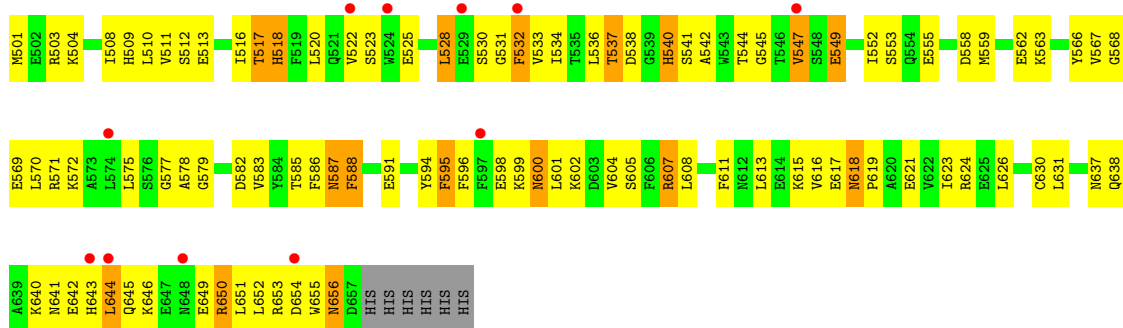 M501 E502 R503 K504 I508 H509 L510 V511 S512 E513 I516 T517 H518 F519 L520 Q521 V522 S523 W524 E525 L528 E529 S530 G531 F532 V533 I534 T535 L536 T537 D538 G539 H540 S541 A542 W543 T544 G545 T546 V547 S548 E549 I552 S553 Q554 E555 D558 M559 E562 K563 Y566 V567 G568
E569 L570 R571 K572 A573 L574 L575 S576 G577 A578 G579 D582 V583 Y584 T585 F586 N587 F588 E591 Y594 F595 F596 F597 E598 K599 N600 L601 K602 D603 V604 S605 F606 R607 L608 F611 N612 L613 E614 K615 V616 E617 N618 P619 A620 E621 V622 I623 R624 E625 L626 C630 L631 N637 Q638
A639 K640 N641 E642 H643 L644 Q645 K646 E647 N648 E649 R650 L651 L652 R653 D654 W655 N656 D657 HIS HIS HIS HIS HIS HIS